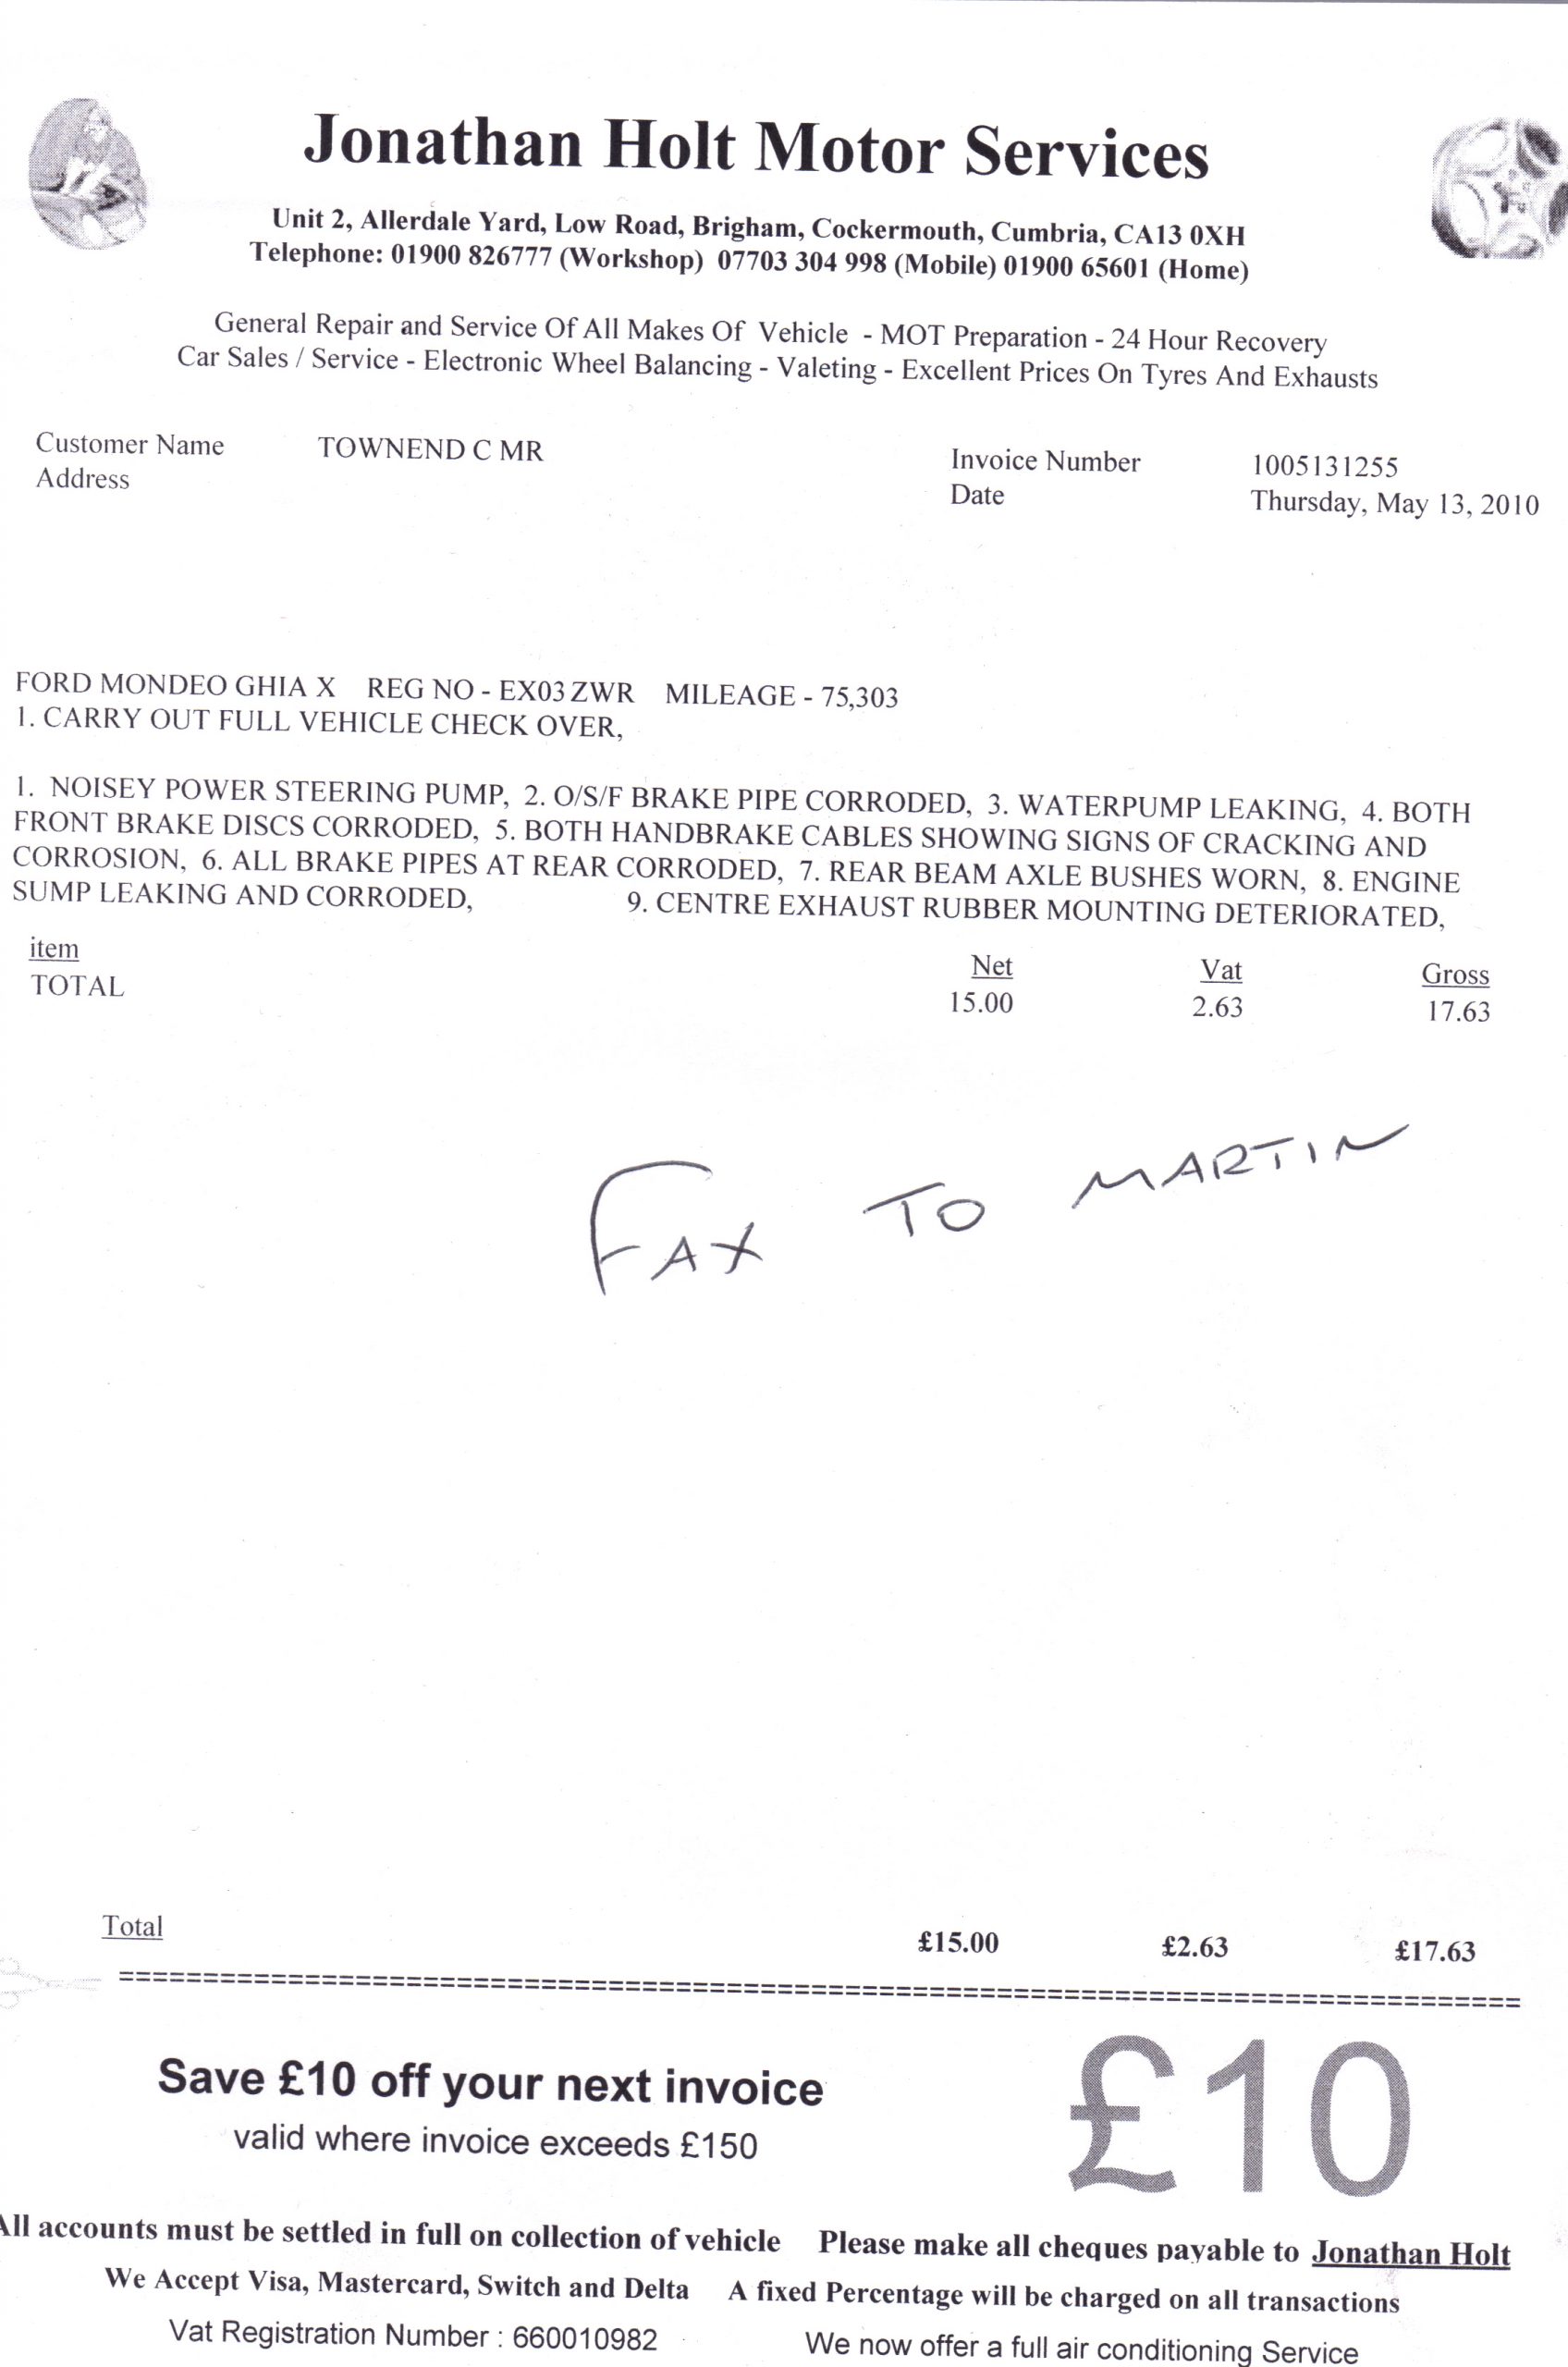 Jonathan Holt Motor Services
Unit 2, Allerdale Yard, Low Road, Brigham, Cockermouth, Cumbria, CA13 0XH
Telephone: 01900 826777 (Workshop) 07703 304 998 (Mobile) 01900 65601 (Home)
General Repair and Service Of All Makes Of Vehicle - MOT Preparation - 24 Hour Recovery
Car Sales / Service - Electronic Wheel Balancing - Valeting - Excellent Prices On Tyres And Exhausts
Customer Name TOWNEND C MR Invoice Number 1005131255
Address Date Thursday, May 13, 2010
FORD MONDEO GHIA X REG NO - EX03 ZWR MILEAGE - 75,303
1. CARRY OUT FULL VEHICLE CHECK OVER,
1. NOISEY POWER STEERING PUMP, 2. O/S/F BRAKE PIPE CORRODED, 3. WATERPUMP LEAKING, 4. BOTH
FRONT BRAKE DISCS CORRODED, 5. BOTH HANDBRAKE CABLES SHOWING SIGNS OF CRACKING AND
CORROSION, 6. ALL BRAKE PIPES AT REAR CORRODED, 7. REAR BEAM AXLE BUSHES WORN, 8. ENGINE
SUMP LEAKING AND CORRODED, 9. CENTRE EXHAUST RUBBER MOUNTING DETERIORATED,
item Net Vat Gross
TOTAL 15.00 2.63 17.63
FAX TO MARTIN
Total £15.00 £2.63 £17.63
Save £10 off your next invoice
valid where invoice exceeds £150
£10
All accounts must be settled in full on collection of vehicle Please make all cheques payable to Jonathan Holt
We Accept Visa, Mastercard, Switch and Delta A fixed Percentage will be charged on all transactions
Vat Registration Number : 660010982 We now offer a full air conditioning Service